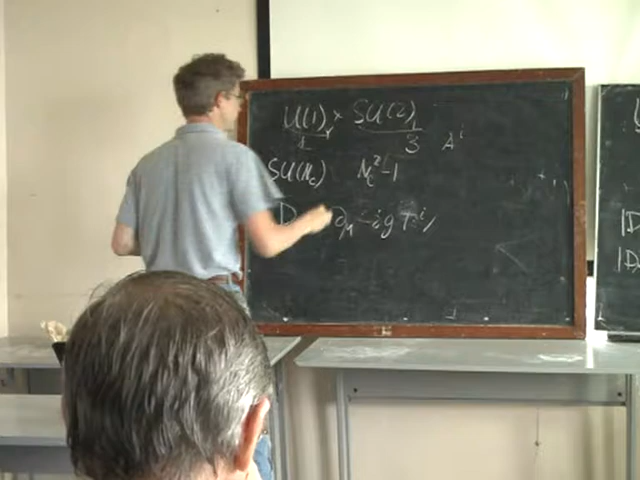 U(1)Y × SU(2)L
1 3 A^i
SU(N_c) N_c^2-1
D ∂_μ - ig T^i
|D
|D